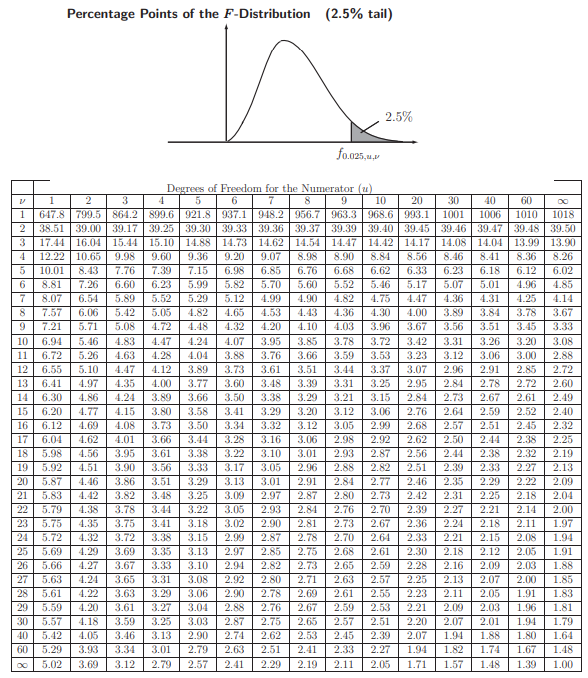 Percentage Points of the F-Distribution (2.5% tail)
2.5%
f0.025,u,ν
Degrees of Freedom for the Numerator (u)
ν 1 2 3 4 5 6 7 8 9 10 20 30 40 60 ∞
1 647.8 799.5 864.2 899.6 921.8 937.1 948.2 956.7 963.3 968.6 993.1 1001 1006 1010 1018
2 38.51 39.00 39.17 39.25 39.30 39.33 39.36 39.37 39.39 39.40 39.45 39.46 39.47 39.48 39.50
3 17.44 16.04 15.44 15.10 14.88 14.73 14.62 14.54 14.47 14.42 14.17 14.08 14.04 13.99 13.90
4 12.22 10.65 9.98 9.60 9.36 9.20 9.07 8.98 8.90 8.84 8.56 8.46 8.41 8.36 8.26
5 10.01 8.43 7.76 7.39 7.15 6.98 6.85 6.76 6.68 6.62 6.33 6.23 6.18 6.12 6.02
6 8.81 7.26 6.60 6.23 5.99 5.82 5.70 5.60 5.52 5.46 5.17 5.07 5.01 4.96 4.85
7 8.07 6.54 5.89 5.52 5.29 5.12 4.99 4.90 4.82 4.75 4.47 4.36 4.31 4.25 4.14
8 7.57 6.06 5.42 5.05 4.82 4.65 4.53 4.43 4.36 4.30 4.00 3.89 3.84 3.78 3.67
9 7.21 5.71 5.08 4.72 4.48 4.32 4.20 4.10 4.03 3.96 3.67 3.56 3.51 3.45 3.33
10 6.94 5.46 4.83 4.47 4.24 4.07 3.95 3.85 3.78 3.72 3.42 3.31 3.26 3.20 3.08
11 6.72 5.26 4.63 4.28 4.04 3.88 3.76 3.66 3.59 3.53 3.23 3.12 3.06 3.00 2.88
12 6.55 5.10 4.47 4.12 3.89 3.73 3.61 3.51 3.44 3.37 3.07 2.96 2.91 2.85 2.72
13 6.41 4.97 4.35 4.00 3.77 3.60 3.48 3.39 3.31 3.25 2.95 2.84 2.78 2.72 2.60
14 6.30 4.86 4.24 3.89 3.66 3.50 3.38 3.29 3.21 3.15 2.84 2.73 2.67 2.61 2.49
15 6.20 4.77 4.15 3.80 3.58 3.41 3.29 3.20 3.12 3.06 2.76 2.64 2.59 2.52 2.40
16 6.12 4.69 4.08 3.73 3.50 3.34 3.32 3.12 3.05 2.99 2.68 2.57 2.51 2.45 2.32
17 6.04 4.62 4.01 3.66 3.44 3.28 3.16 3.06 2.98 2.92 2.62 2.50 2.44 2.38 2.25
18 5.98 4.56 3.95 3.61 3.38 3.22 3.10 3.01 2.93 2.87 2.56 2.44 2.38 2.32 2.19
19 5.92 4.51 3.90 3.56 3.33 3.17 3.05 2.96 2.88 2.82 2.51 2.39 2.33 2.27 2.13
20 5.87 4.46 3.86 3.51 3.29 3.13 3.01 2.91 2.84 2.77 2.46 2.35 2.29 2.22 2.09
21 5.83 4.42 3.82 3.48 3.25 3.09 2.97 2.87 2.80 2.73 2.42 2.31 2.25 2.18 2.04
22 5.79 4.38 3.78 3.44 3.22 3.05 2.93 2.84 2.76 2.70 2.39 2.27 2.21 2.14 2.00
23 5.75 4.35 3.75 3.41 3.18 3.02 2.90 2.81 2.73 2.67 2.36 2.24 2.18 2.11 1.97
24 5.72 4.32 3.72 3.38 3.15 2.99 2.87 2.78 2.70 2.64 2.33 2.21 2.15 2.08 1.94
25 5.69 4.29 3.69 3.35 3.13 2.97 2.85 2.75 2.68 2.61 2.30 2.18 2.12 2.05 1.91
26 5.66 4.27 3.67 3.33 3.10 2.94 2.82 2.73 2.65 2.59 2.28 2.16 2.09 2.03 1.88
27 5.63 4.24 3.65 3.31 3.08 2.92 2.80 2.71 2.63 2.57 2.25 2.13 2.07 2.00 1.85
28 5.61 4.22 3.63 3.29 3.06 2.90 2.78 2.69 2.61 2.55 2.23 2.11 2.05 1.91 1.83
29 5.59 4.20 3.61 3.27 3.04 2.88 2.76 2.67 2.59 2.53 2.21 2.09 2.03 1.96 1.81
30 5.57 4.18 3.59 3.25 3.03 2.87 2.75 2.65 2.57 2.51 2.20 2.07 2.01 1.94 1.79
40 5.42 4.05 3.46 3.13 2.90 2.74 2.62 2.53 2.45 2.39 2.07 1.94 1.88 1.80 1.64
60 5.29 3.93 3.34 3.01 2.79 2.63 2.51 2.41 2.33 2.27 1.94 1.82 1.74 1.67 1.48
∞ 5.02 3.69 3.12 2.79 2.57 2.41 2.29 2.19 2.11 2.05 1.71 1.57 1.48 1.39 1.00